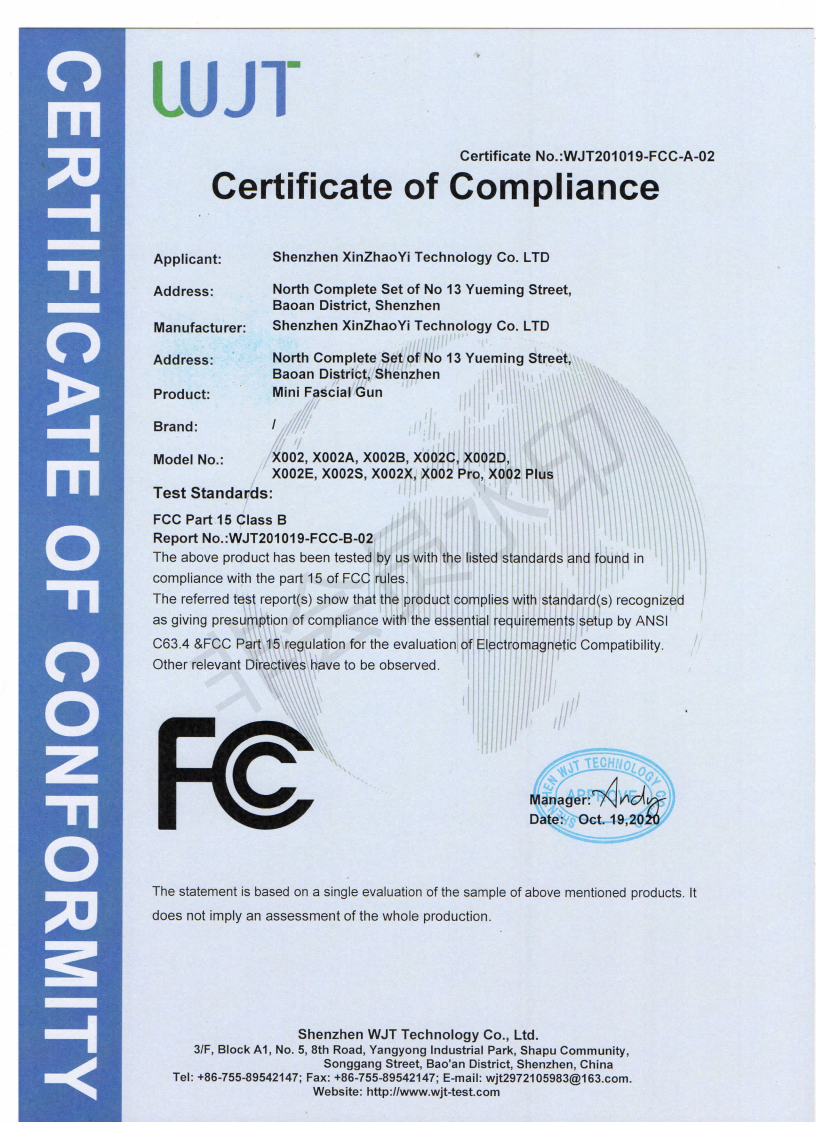 CERTIFICATE OF CONFORMITY
WJT
Certificate No.:WJT201019-FCC-A-02
Certificate of Compliance
Applicant: Shenzhen XinZhaoYi Technology Co. LTD
Address: North Complete Set of No 13 Yueming Street,
Baoan District, Shenzhen
Manufacturer: Shenzhen XinZhaoYi Technology Co. LTD
Address: North Complete Set of No 13 Yueming Street,
Baoan District, Shenzhen
Product: Mini Fascial Gun
Brand: /
Model No.: X002, X002A, X002B, X002C, X002D,
X002E, X002S, X002X, X002 Pro, X002 Plus
Test Standards:
FCC Part 15 Class B
Report No.:WJT201019-FCC-B-02
The above product has been tested by us with the listed standards and found in
compliance with the part 15 of FCC rules.
The referred test report(s) show that the product complies with standard(s) recognized
as giving presumption of compliance with the essential requirements setup by ANSI
C63.4 &FCC Part 15 regulation for the evaluation of Electromagnetic Compatibility.
Other relevant Directives have to be observed.
非会员水印
FCC
SHENZHEN WJT TECHNOLOGY CO
APPROVE
Manager: Andy
Date: Oct. 19,2020
The statement is based on a single evaluation of the sample of above mentioned products. It
does not imply an assessment of the whole production.
Shenzhen WJT Technology Co., Ltd.
3/F, Block A1, No. 5, 8th Road, Yangyong Industrial Park, Shapu Community,
Songgang Street, Bao'an District, Shenzhen, China
Tel: +86-755-89542147; Fax: +86-755-89542147; E-mail: wjt2972105983@163.com.
Website: http://www.wjt-test.com